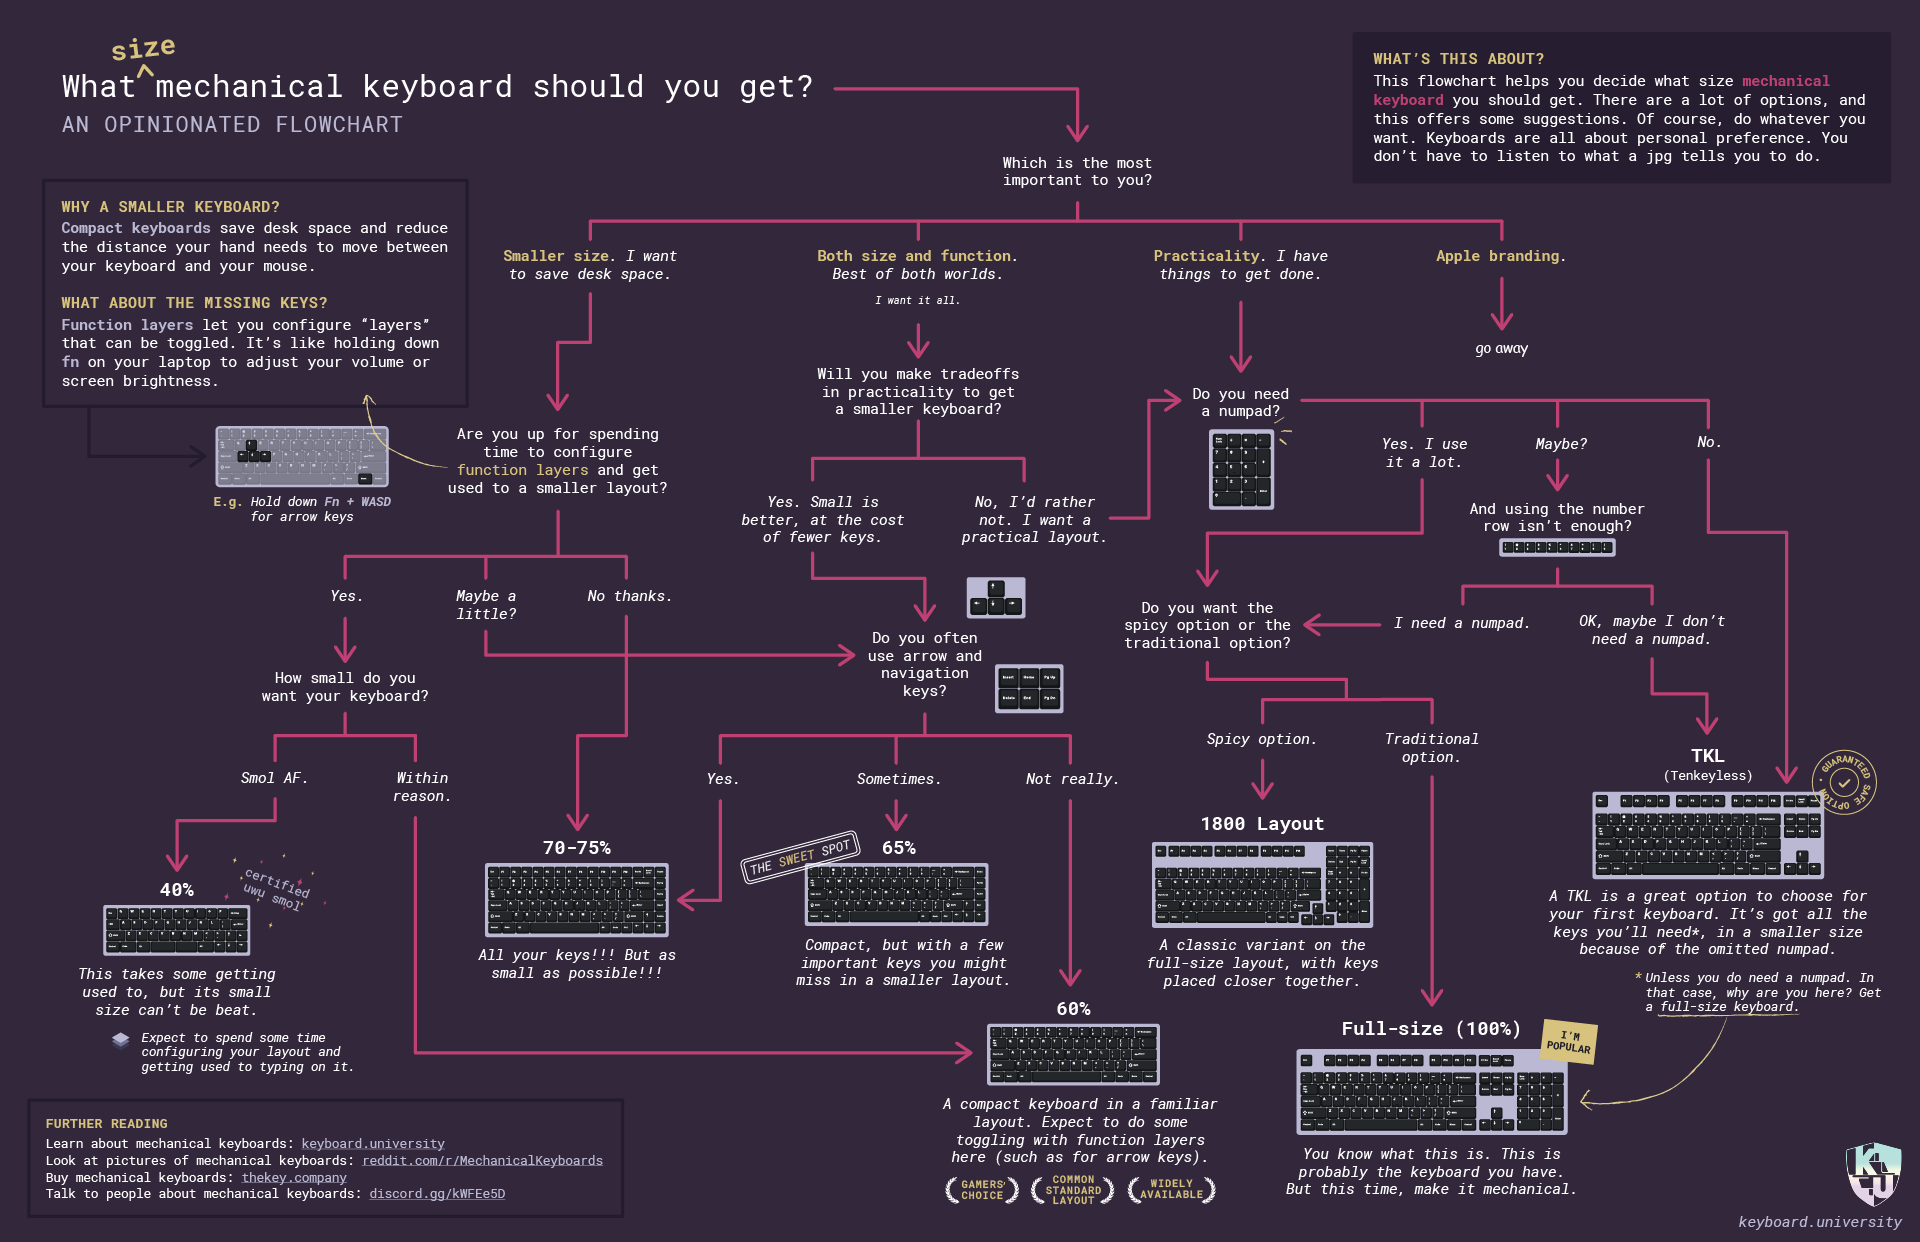 size
What mechanical keyboard should you get?
AN OPINIONATED FLOWCHART
WHAT'S THIS ABOUT?
This flowchart helps you decide what size mechanical
keyboard you should get. There are a lot of options, and
this offers some suggestions. Of course, do whatever you
want. Keyboards are all about personal preference. You
don't have to listen to what a jpg tells you to do.
WHY A SMALLER KEYBOARD?
Compact keyboards save desk space and reduce
the distance your hand needs to move between
your keyboard and your mouse.
WHAT ABOUT THE MISSING KEYS?
Function layers let you configure “layers”
that can be toggled. It's like holding down
fn on your laptop to adjust your volume or
screen brightness.
E.g. Hold down Fn + WASD
for arrow keys
Which is the most
important to you?
Smaller size. I want
to save desk space.
Both size and function.
Best of both worlds.
I want it all.
Practicality. I have
things to get done.
Apple branding.
go away
Are you up for spending
time to configure
function layers and get
used to a smaller layout?
Will you make tradeoffs
in practicality to get
a smaller keyboard?
Do you need
a numpad?
Yes. Small is
better, at the cost
of fewer keys.
No, I'd rather
not. I want a
practical layout.
Yes. I use
it a lot.
Maybe?
No.
And using the number
row isn't enough?
Yes.
Maybe a
little?
No thanks.
Do you often
use arrow and
navigation
keys?
Insert
Home
Pg Up
Delete
End
Pg Dn
Do you want the
spicy option or the
traditional option?
I need a numpad.
OK, maybe I don't
need a numpad.
How small do you
want your keyboard?
Smol AF.
Within
reason.
Yes.
Sometimes.
Not really.
Spicy option.
Traditional
option.
TKL
(Tenkeyless)
GUARANTEED SAFE OPTION
A TKL is a great option to choose for
your first keyboard. It's got all the
keys you'll need*, in a smaller size
because of the omitted numpad.
* Unless you do need a numpad. In
that case, why are you here? Get
a full-size keyboard.
40%
certified
uwu smol
This takes some getting
used to, but its small
size can't be beat.
Expect to spend some time
configuring your layout and
getting used to typing on it.
70-75%
All your keys!!! But as
small as possible!!!
THE SWEET SPOT
65%
Compact, but with a few
important keys you might
miss in a smaller layout.
1800 Layout
A classic variant on the
full-size layout, with keys
placed closer together.
60%
A compact keyboard in a familiar
layout. Expect to do some
toggling with function layers
here (such as for arrow keys).
GAMERS'
CHOICE
COMMON
STANDARD
LAYOUT
WIDELY
AVAILABLE
Full-size (100%)
I'M
POPULAR
You know what this is. This is
probably the keyboard you have.
But this time, make it mechanical.
FURTHER READING
Learn about mechanical keyboards: keyboard.university
Look at pictures of mechanical keyboards: reddit.com/r/MechanicalKeyboards
Buy mechanical keyboards: thekey.company
Talk to people about mechanical keyboards: discord.gg/kWFEe5D
KU
keyboard.university